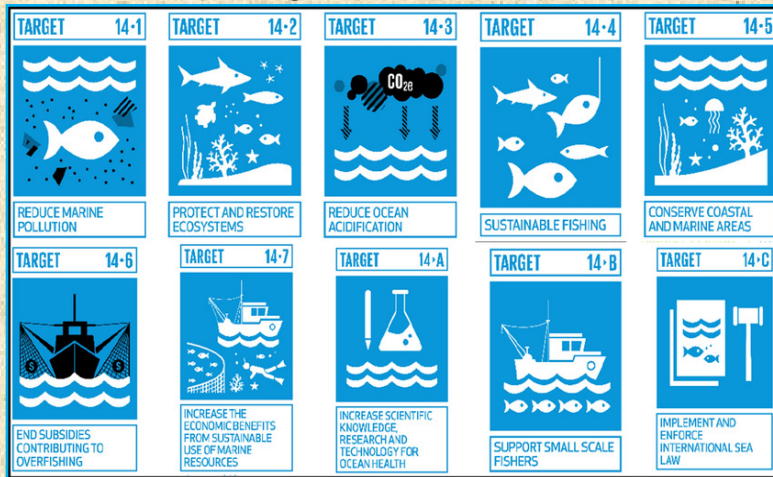 TARGET 14·1
TARGET 14·2
TARGET 14·3
TARGET 14·4
TARGET 14·5
CO2e
REDUCE MARINE
POLLUTION
PROTECT AND RESTORE
ECOSYSTEMS
REDUCE OCEAN
ACIDIFICATION
SUSTAINABLE FISHING
CONSERVE COASTAL
AND MARINE AREAS
TARGET 14·6
TARGET 14·7
TARGET 14·A
TARGET 14·B
TARGET 14·C
$ $
END SUBSIDIES
CONTRIBUTING TO
OVERFISHING
INCREASE THE
ECONOMIC BENEFITS
FROM SUSTAINABLE
USE OF MARINE
RESOURCES
INCREASE SCIENTIFIC
KNOWLEDGE,
RESEARCH AND
TECHNOLOGY FOR
OCEAN HEALTH
SUPPORT SMALL SCALE
FISHERS
IMPLEMENT AND
ENFORCE
INTERNATIONAL SEA
LAW